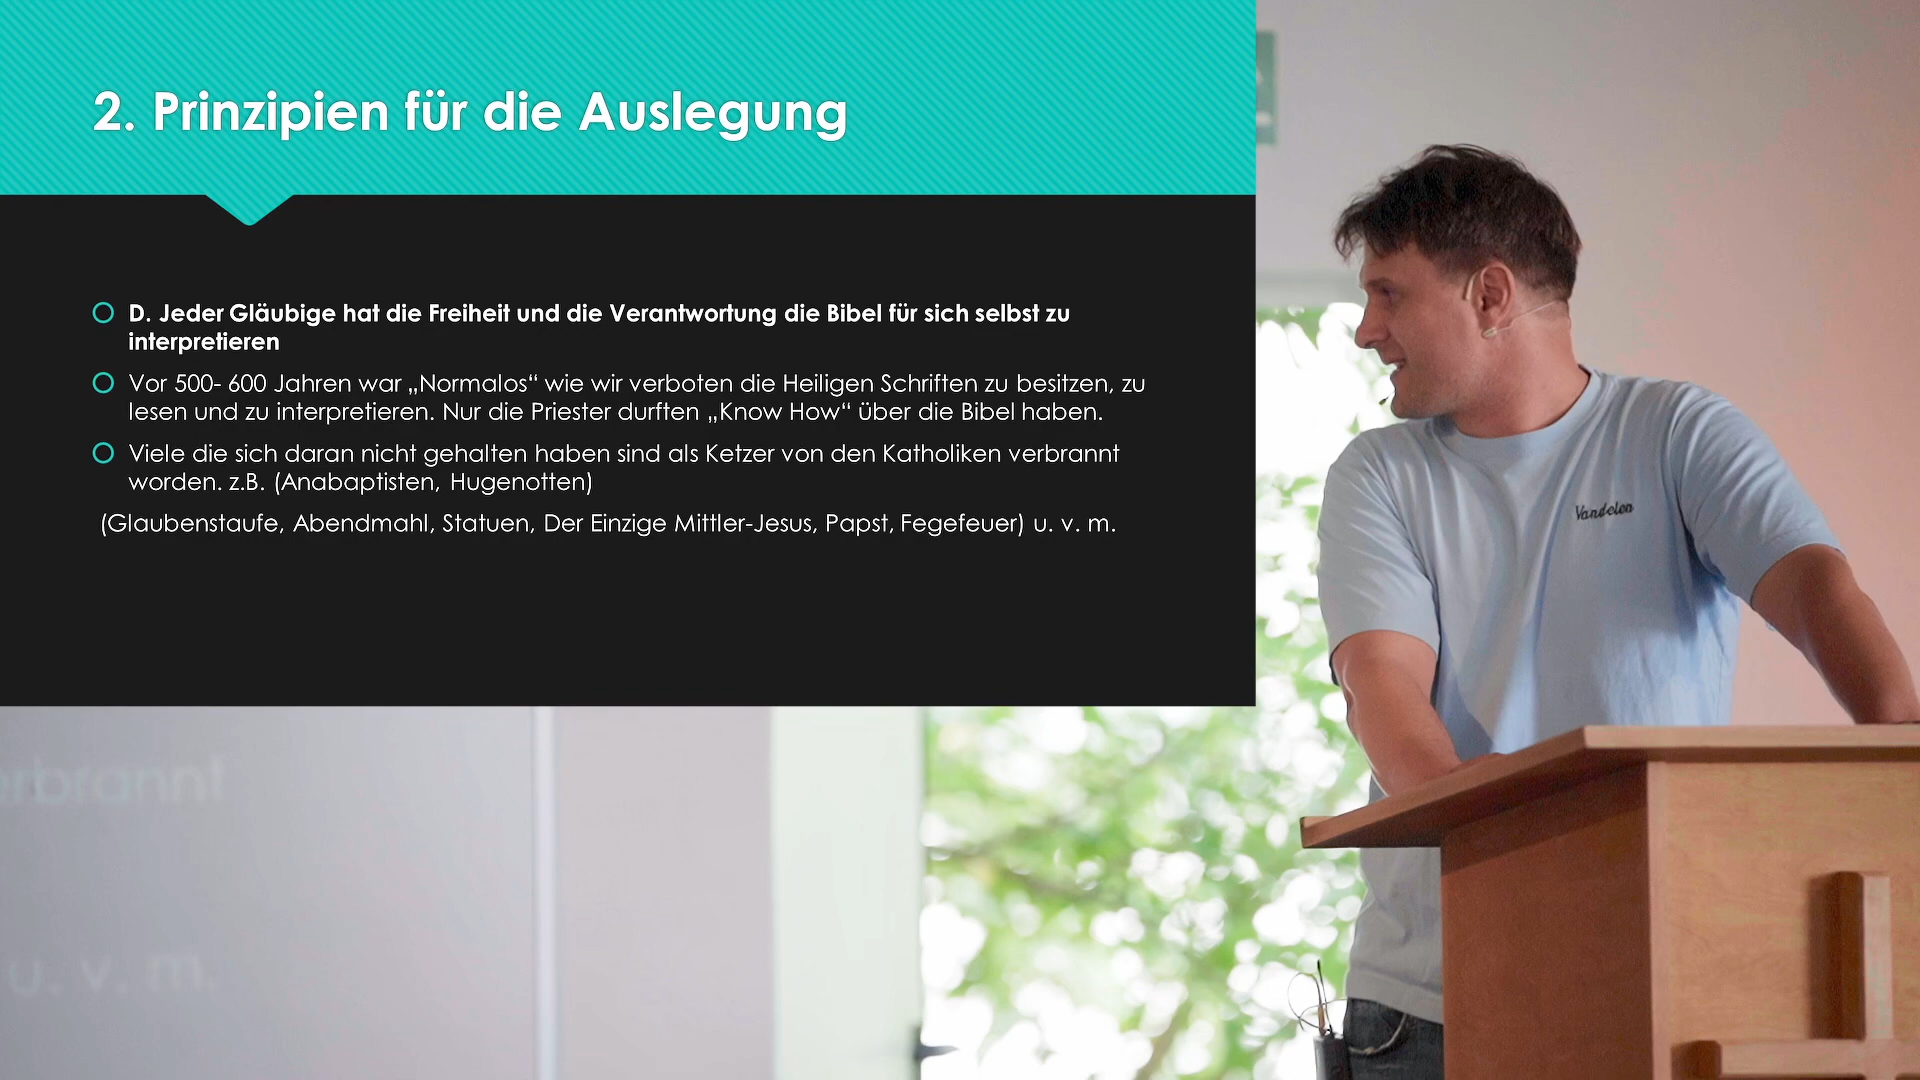 2. Prinzipien für die Auslegung
D. Jeder Gläubige hat die Freiheit und die Verantwortung die Bibel für sich selbst zu
interpretieren
Vor 500- 600 Jahren war „Normalos“ wie wir verboten die Heiligen Schriften zu besitzen, zu
lesen und zu interpretieren. Nur die Priester durften „Know How“ über die Bibel haben.
Viele die sich daran nicht gehalten haben sind als Ketzer von den Katholiken verbrannt
worden. z.B. (Anabaptisten, Hugenotten)
(Glaubenstaufe, Abendmahl, Statuen, Der Einzige Mittler-Jesus, Papst, Fegefeuer) u. v. m.
Vandelen
erbrannt
u. v. m.